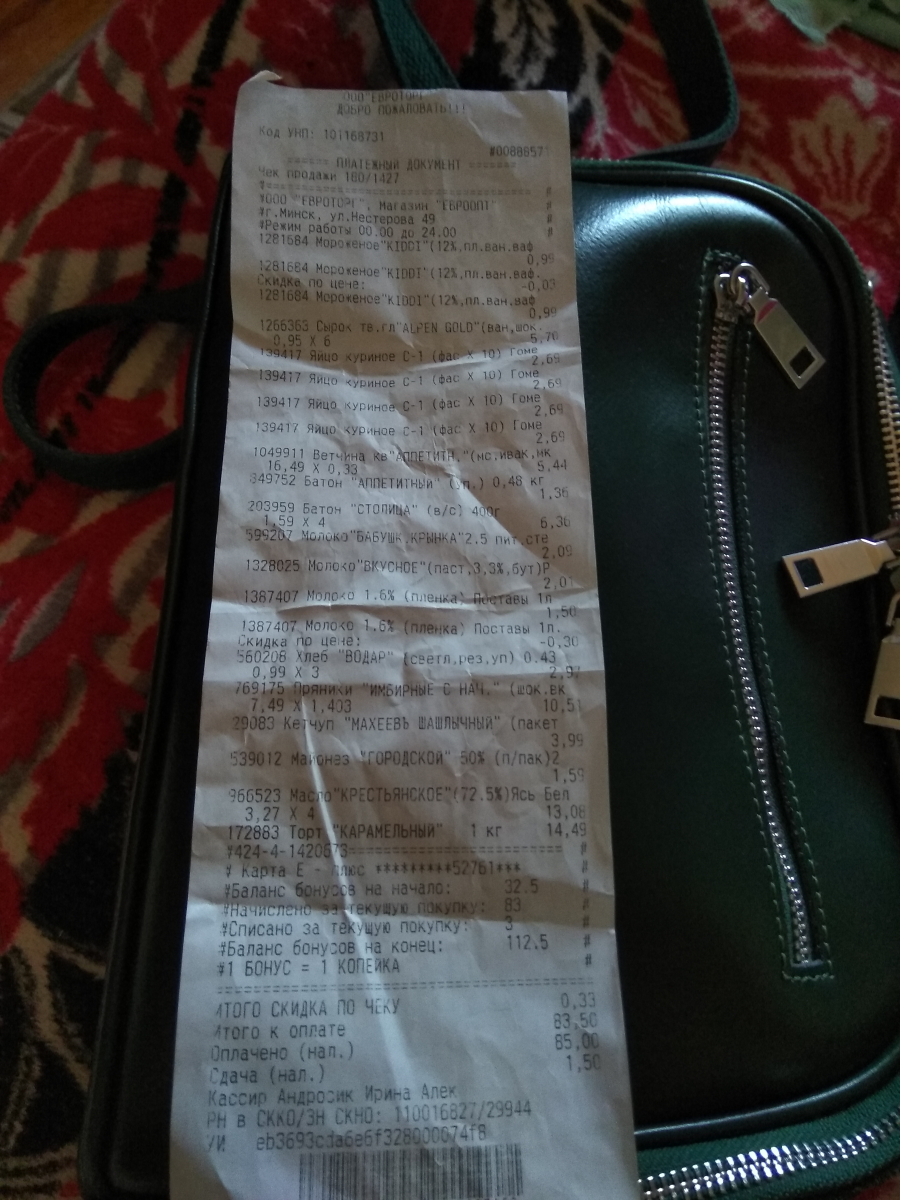 ООО "ЕВРОТОРГ"
ДОБРО ПОЖАЛОВАТЬ!!!
Код УНП: 101168731
#0088657
====== ПЛАТЕЖНЫЙ ДОКУМЕНТ ======
Чек продажи 180/1427
#================================ #
#ООО "ЕВРОТОРГ", Магазин "ЕВРООПТ" #
#г.Минск, ул.Нестерова 49 #
#Режим работы 00.00 до 24.00 #
1281684 Мороженое"KIDDI"(12%,пл.ван.ваф
0,99
1281684 Мороженое"KIDDI"(12%,пл.ван.ваф.
Скидка по цене: -0,03
1281684 Мороженое"KIDDI"(12%,пл.ван.ваф
0,99
1266363 Сырок тв.гл"ALPEN GOLD"(ван,шок.
0,95 X 6 5,70
139417 Яйцо куриное С-1 (фас X 10) Гоме
2,69
139417 Яйцо куриное С-1 (фас X 10) Гоме
2,69
139417 Яйцо куриное С-1 (фас X 10) Гоме
2,69
139417 Яйцо куриное С-1 (фас X 10) Гоме
2,69
1049911 Ветчина кв"АППЕТИТН."(мс,ивак,мк
16,49 X 0,33 5,44
849752 Батон "АППЕТИТНЫЙ" (уп.) 0,48 кг
1,36
203959 Батон "СТОЛИЦА" (в/с) 400г
1,59 X 4 6,36
599207 Молоко"БАБУШК.КРЫНКА"2.5 пит,сте
2,09
1328025 Молоко"ВКУСНОЕ"(паст,3,3%,бут)Р
2,01
1387407 Молоко 1.6% (пленка) Поставы 1л
1,50
1387407 Молоко 1.6% (пленка) Поставы 1л.
Скидка по цене: -0,30
560208 Хлеб "ВОДАР" (светл,рез,уп) 0.43
0,99 X 3 2,97
769175 Пряники "ИМБИРНЫЕ С НАЧ." (шок.вк
7,49 X 1,403 10,51
29083 Кетчуп "МАХЕЕВЪ ШАШЛЫЧНЫЙ" (пакет
3,99
539012 Майонез "ГОРОДСКОЙ" 50% (п/пак)2
1,59
966523 Масло"КРЕСТЬЯНСКОЕ"(72.5%)Ясь Бел
3,27 X 4 13,08
172883 Торт "КАРАМЕЛЬНЫЙ" 1 кг 14,49
#424-4-1420673==================== #
# Карта Е - плюс *********52761*** #
#Баланс бонусов на начало: 32.5 #
#Начислено за текущую покупку: 83 #
#Списано за текущую покупку: 3 #
#Баланс бонусов на конец: 112.5 #
#1 БОНУС = 1 КОПЕЙКА #
================================
ИТОГО СКИДКА ПО ЧЕКУ 0,33
Итого к оплате 83,50
Оплачено (нал.) 85,00
Сдача (нал.) 1,50
Кассир Андросик Ирина Алек
РН в СККО/ЗН СКНО: 110016827/29944
УИ eb3693cda6e6f328000674f8